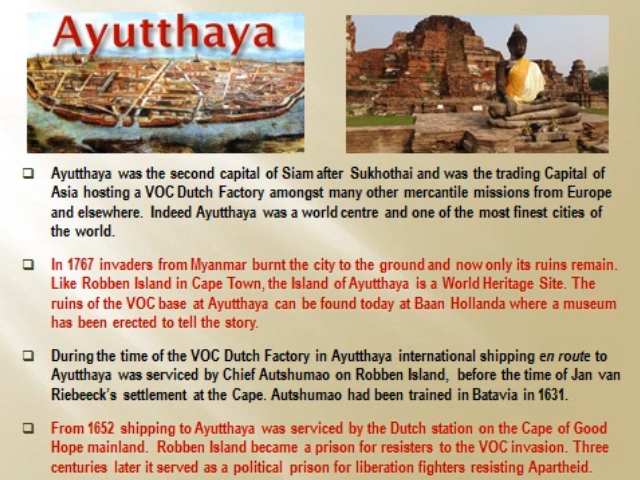 Ayutthaya
❑ Ayutthaya was the second capital of Siam after Sukhothai and was the trading Capital of
Asia hosting a VOC Dutch Factory amongst many other mercantile missions from Europe
and elsewhere. Indeed Ayutthaya was a world centre and one of the most finest cities of
the world.
❑ In 1767 invaders from Myanmar burnt the city to the ground and now only its ruins remain.
Like Robben Island in Cape Town, the Island of Ayutthaya is a World Heritage Site. The
ruins of the VOC base at Ayutthaya can be found today at Baan Hollanda where a museum
has been erected to tell the story.
❑ During the time of the VOC Dutch Factory in Ayutthaya international shipping en route to
Ayutthaya was serviced by Chief Autshumao on Robben Island, before the time of Jan van
Riebeeck's settlement at the Cape. Autshumao had been trained in Batavia in 1631.
❑ From 1652 shipping to Ayutthaya was serviced by the Dutch station on the Cape of Good
Hope mainland. Robben Island became a prison for resisters to the VOC invasion. Three
centuries later it served as a political prison for liberation fighters resisting Apartheid.